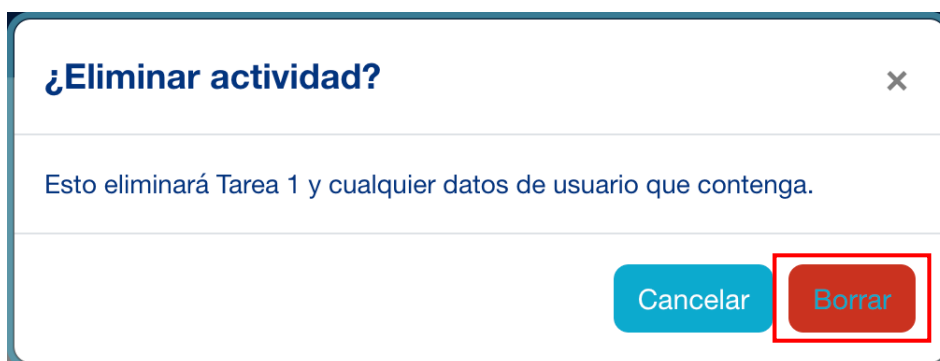 ¿Eliminar actividad?
×
Esto eliminará Tarea 1 y cualquier datos de usuario que contenga.
Cancelar
Borrar